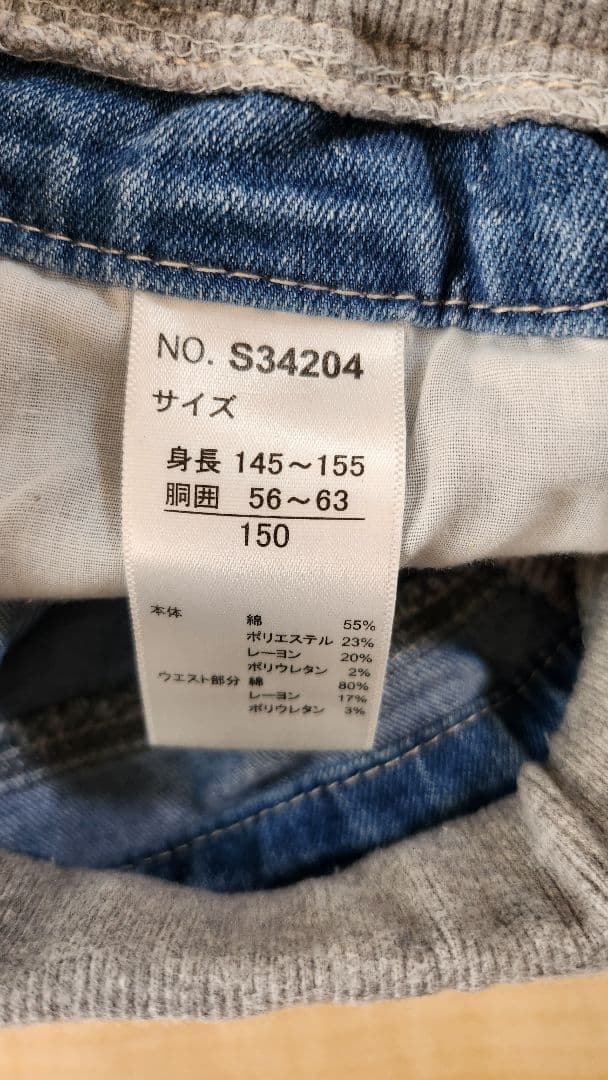 NO. S34204
サイズ
身長 145～155
胴囲 56～63
150
本体 綿 55%
ポリエステル 23%
レーヨン 20%
ポリウレタン 2%
ウエスト部分 綿 80%
レーヨン 17%
ポリウレタン 3%